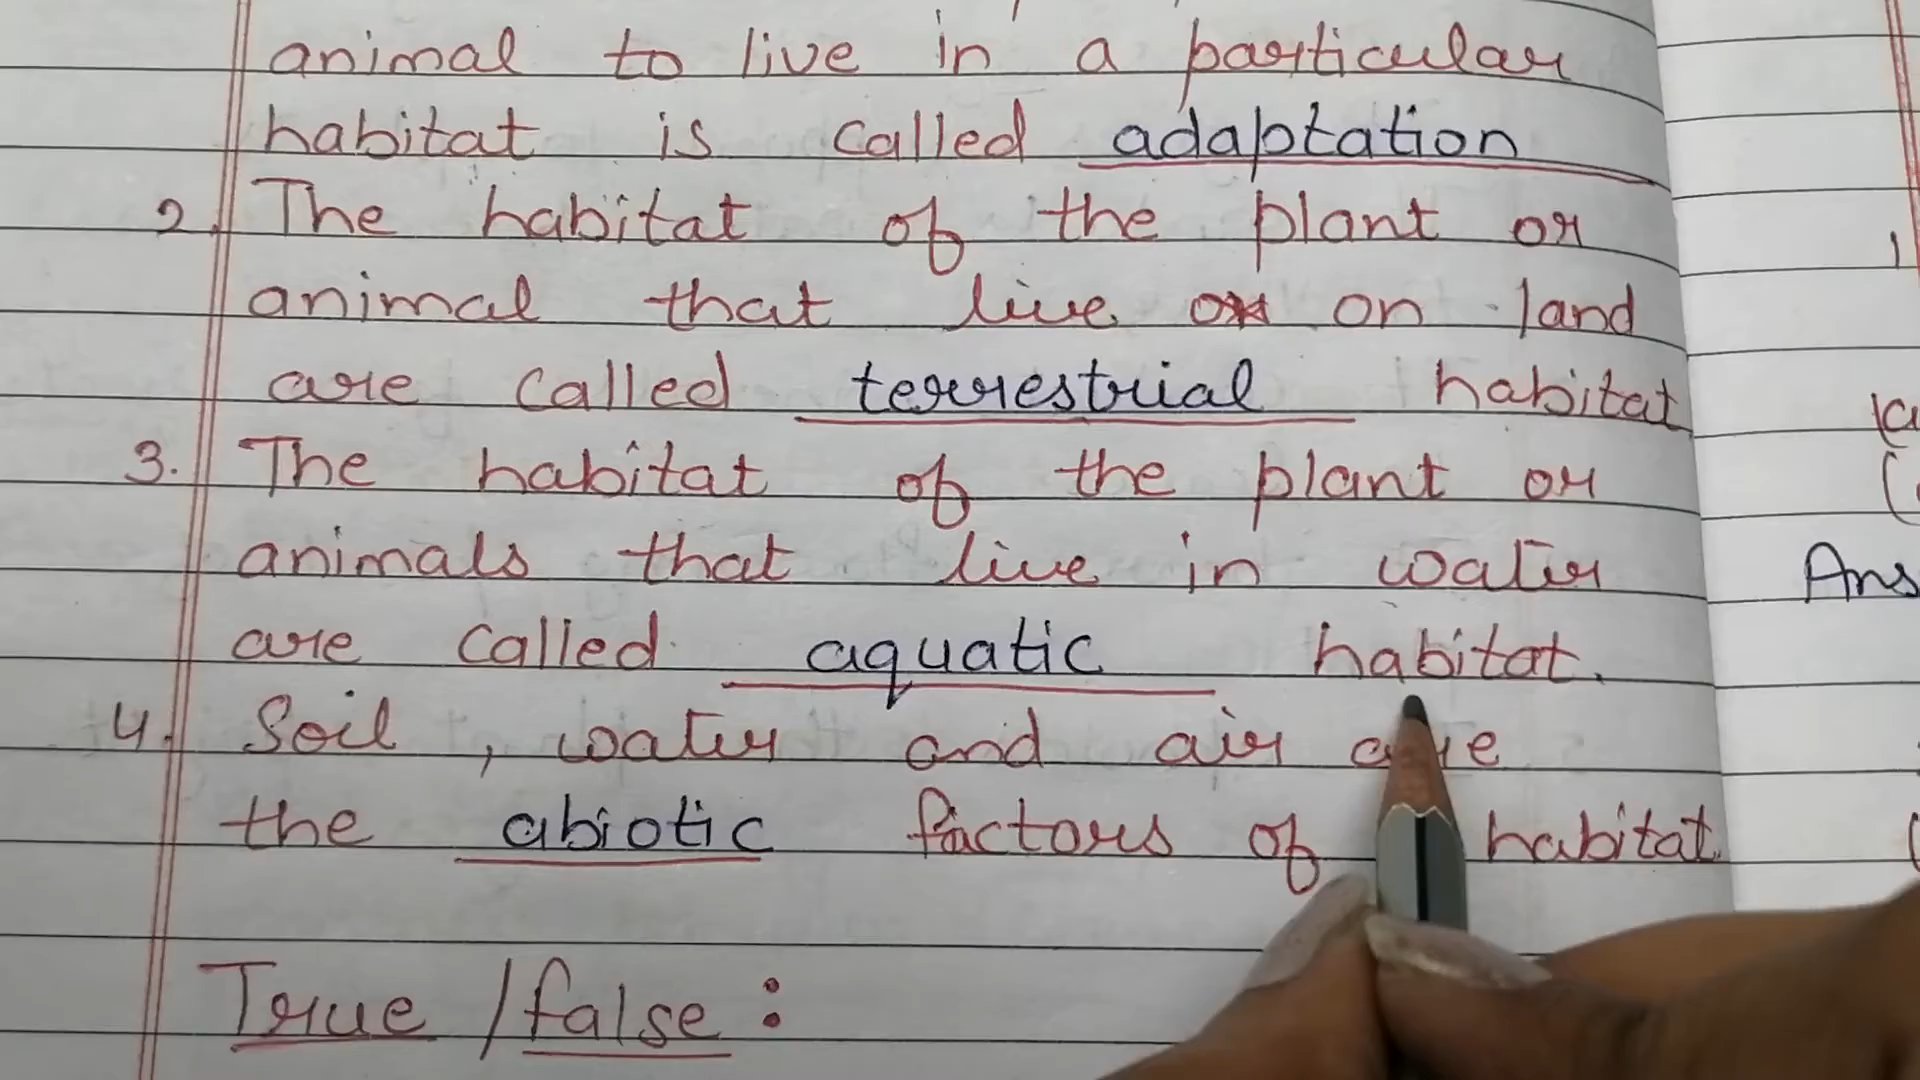 animal to live in a particular
habitat is called adaptation
2. The habitat of the plant or
animal that live on land
are called terrestrial habitat
3. The habitat of the plant or
animals that live in water
are called aquatic habitat.
4. Soil, water and air are
the abiotic factors of habitat.
True/false:
1
(a
(
Ans
(